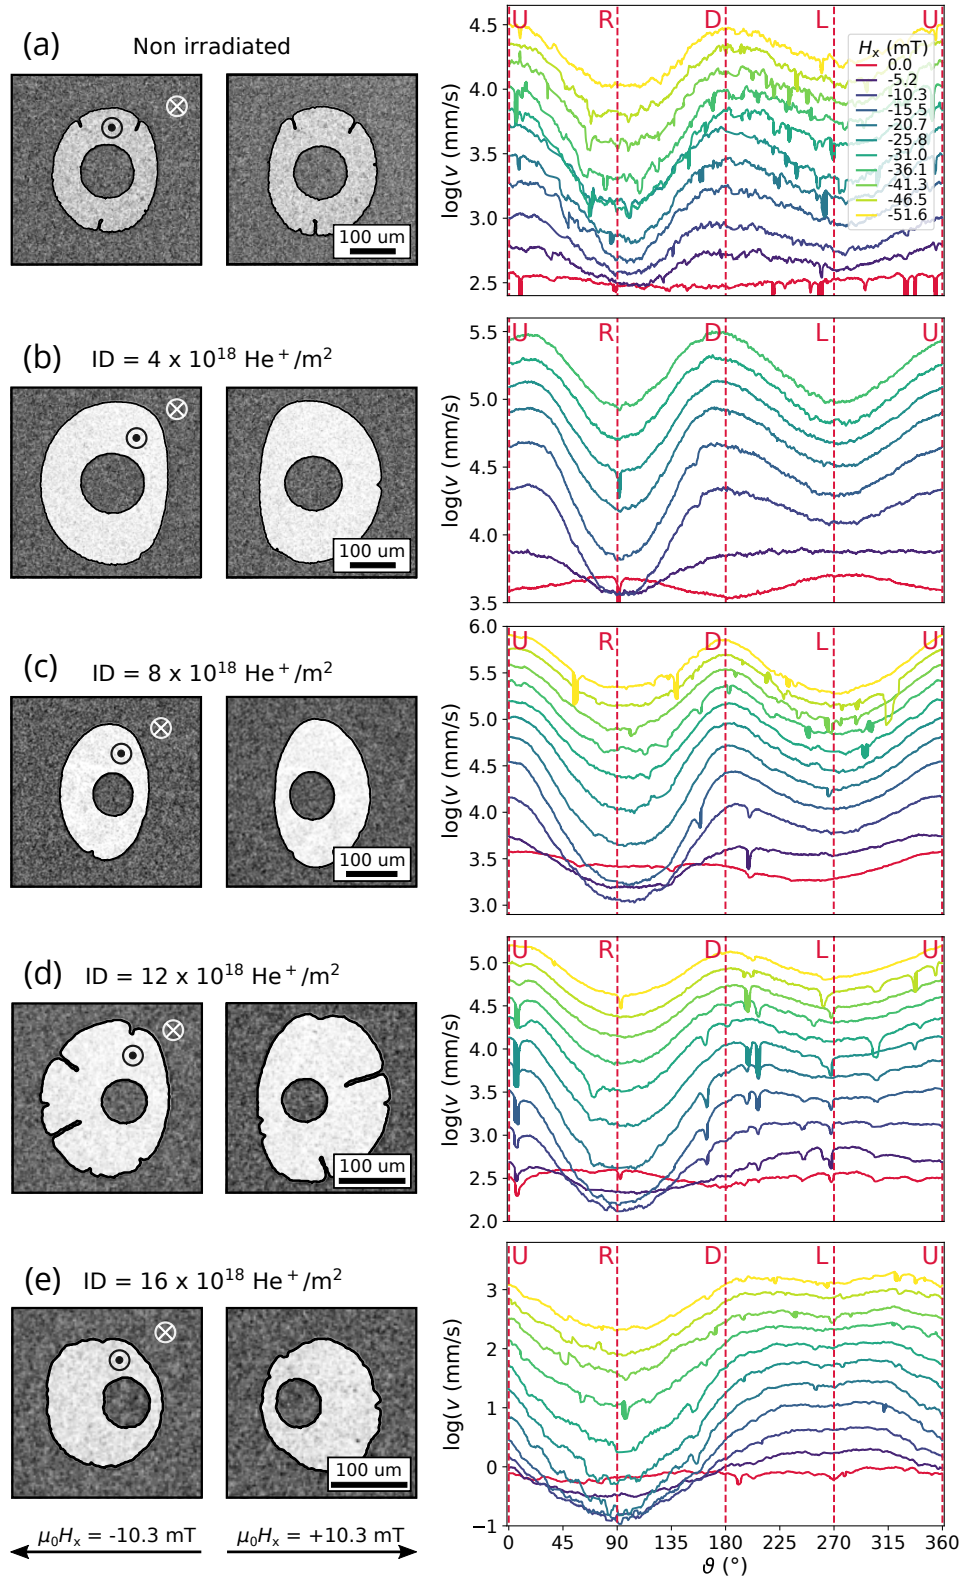 (a) Non irradiated
100 um
log(v (mm/s)
4.5
4.0
3.5
3.0
2.5
U R D L U
Hx (mT)
0.0
-5.2
-10.3
-15.5
-20.7
-25.8
-31.0
-36.1
-41.3
-46.5
-51.6
(b) ID = 4 x 10^18 He^+/m^2
100 um
log(v (mm/s)
5.5
5.0
4.5
4.0
3.5
U R D L U
(c) ID = 8 x 10^18 He^+/m^2
100 um
log(v (mm/s)
6.0
5.5
5.0
4.5
4.0
3.5
3.0
U R D L U
(d) ID = 12 x 10^18 He^+/m^2
100 um
log(v (mm/s)
5.0
4.5
4.0
3.5
3.0
2.5
2.0
U R D L U
(e) ID = 16 x 10^18 He^+/m^2
100 um
log(v (mm/s)
3
2
1
0
−1
U R D L U
0 45 90 135 180 225 270 315 360
ϑ (°)
μ0Hx = -10.3 mT
μ0Hx = +10.3 mT